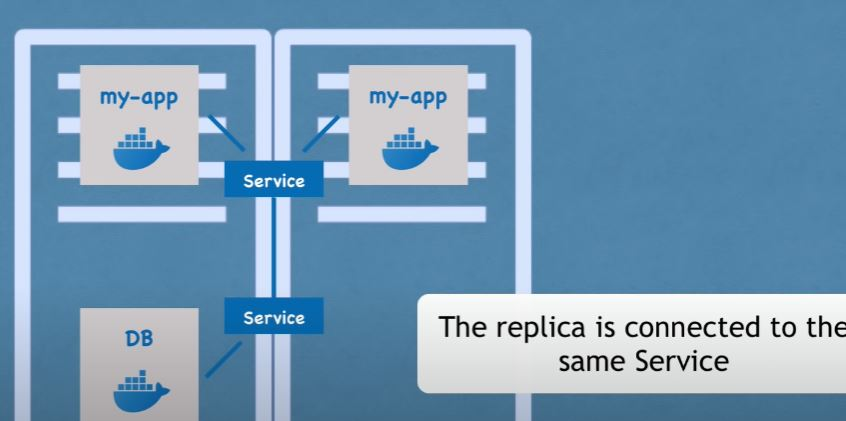 my-app
my-app
Service
Service
DB
The replica is connected to the
same Service